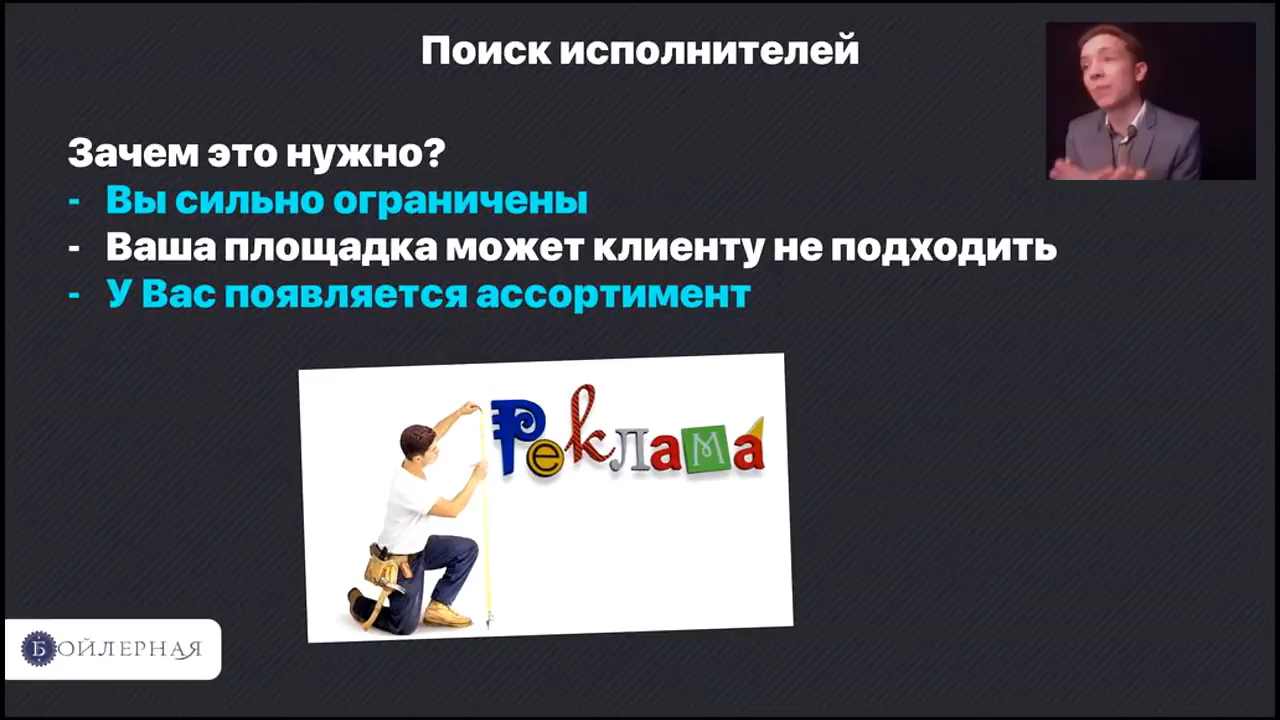 Поиск исполнителей
Зачем это нужно?
- Вы сильно ограничены
- Ваша площадка может клиенту не подходить
- У Вас появляется ассортимент
Реклама
БОЙЛЕРНАЯ